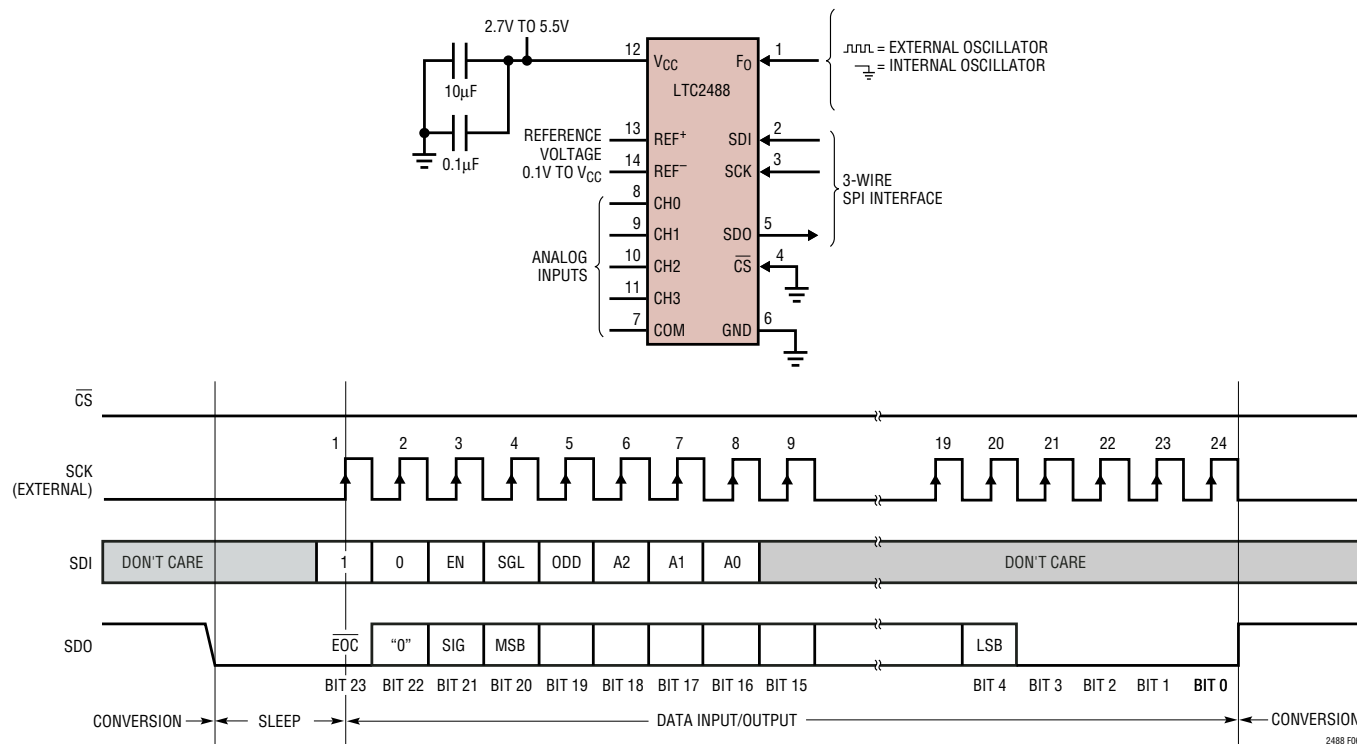 2.7V TO 5.5V
12
VCC
FO
1
= EXTERNAL OSCILLATOR
= INTERNAL OSCILLATOR
10μF
LTC2488
0.1μF
REFERENCE
VOLTAGE
0.1V TO VCC
13
REF+
SDI
2
14
REF−
SCK
3
3-WIRE
SPI INTERFACE
8
CH0
9
CH1
SDO
5
ANALOG
INPUTS
10
CH2
CS
4
11
CH3
7
COM
GND
6
CS
1 2 3 4 5 6 7 8 9 19 20 21 22 23 24
SCK
(EXTERNAL)
SDI DON'T CARE 1 0 EN SGL ODD A2 A1 A0 DON'T CARE
SDO EOC “0” SIG MSB LSB
BIT 23 BIT 22 BIT 21 BIT 20 BIT 19 BIT 18 BIT 17 BIT 16 BIT 15 BIT 4 BIT 3 BIT 2 BIT 1 BIT 0
CONVERSION SLEEP DATA INPUT/OUTPUT CONVERSION